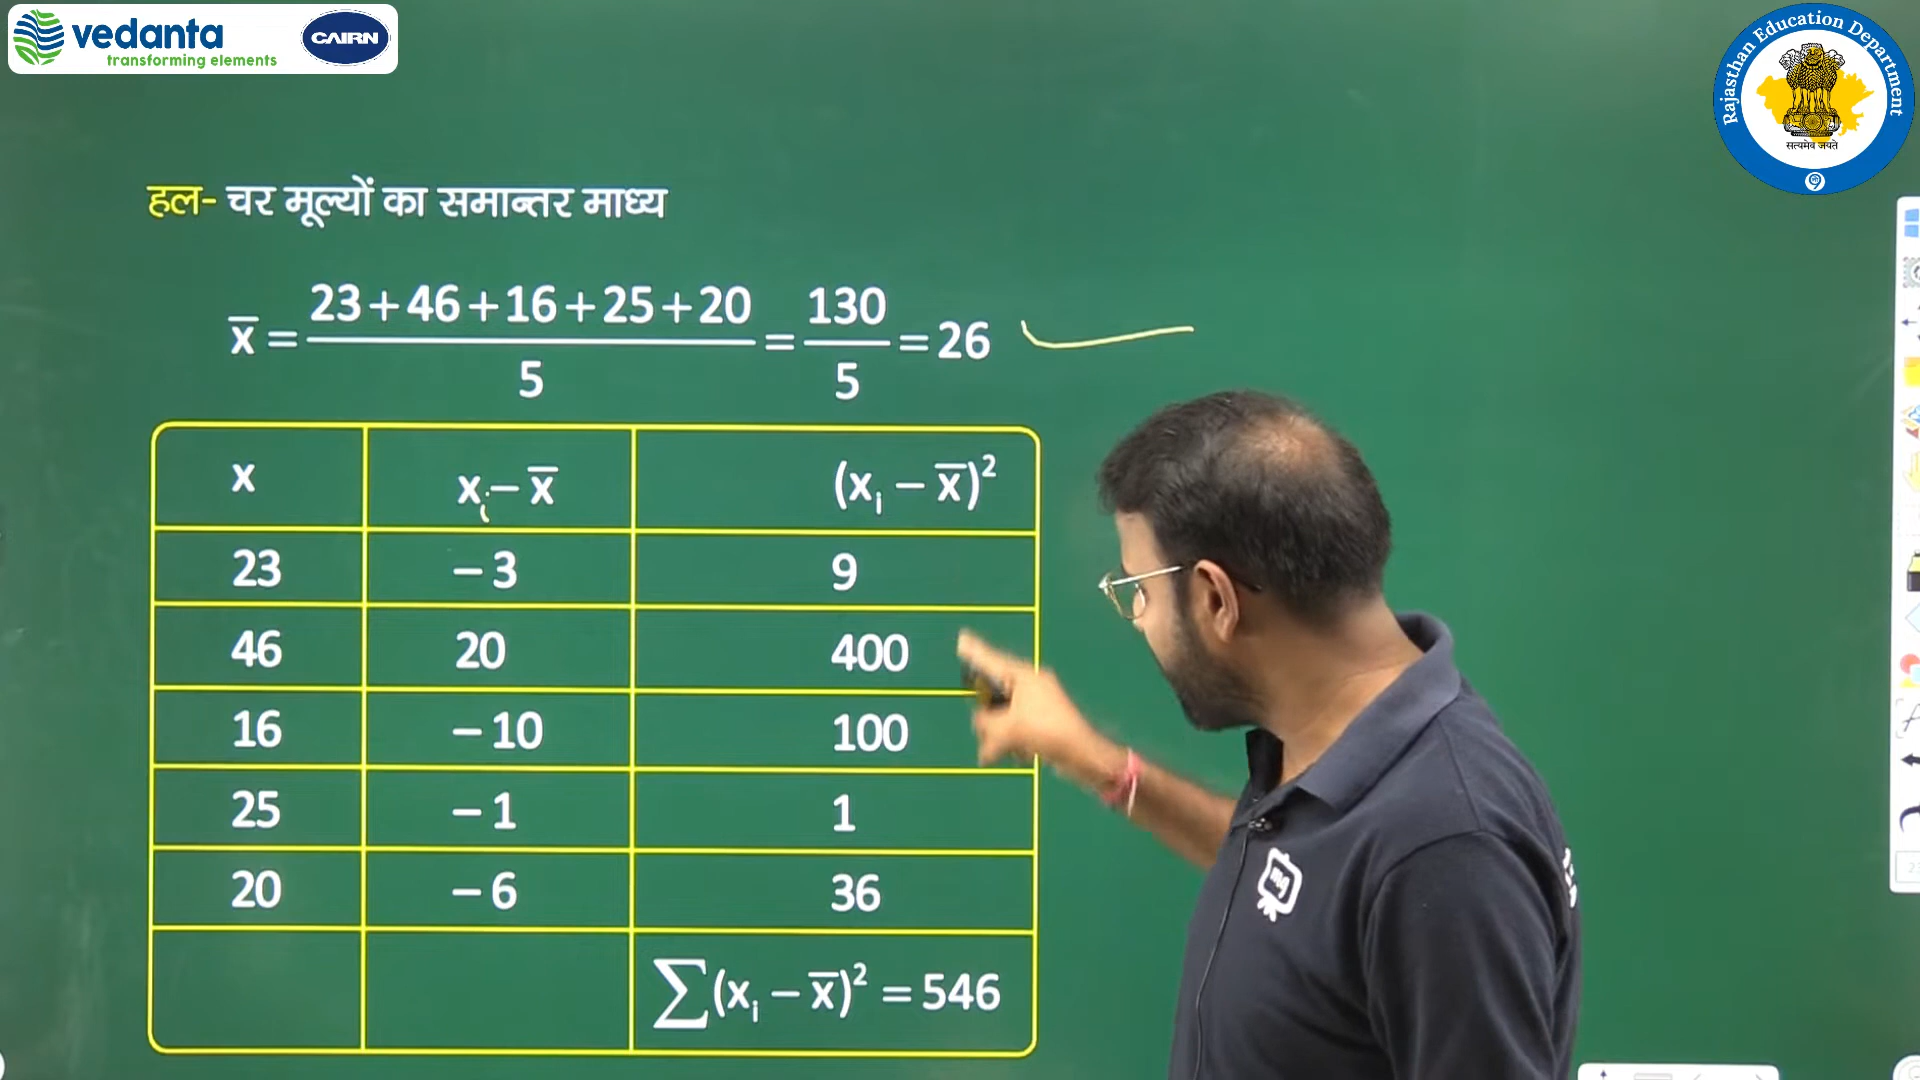 vedanta
transforming elements
CAIRN
Rajasthan Education Department
सत्यमेव जयते
हल- चर मूल्यों का समान्तर माध्य
x̅ = (23+46+16+25+20)/5 = 130/5 = 26
x xᵢ – x̅ (xᵢ – x̅)²
23 – 3 9
46 20 400
16 – 10 100
25 – 1 1
20 – 6 36
∑(xᵢ – x̅)² = 546